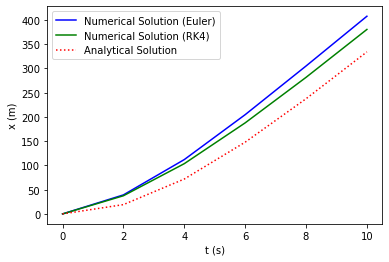 Numerical Solution (Euler)
Numerical Solution (RK4)
Analytical Solution
400
350
300
250
200
150
100
50
0
x (m)
0 2 4 6 8 10
t (s)